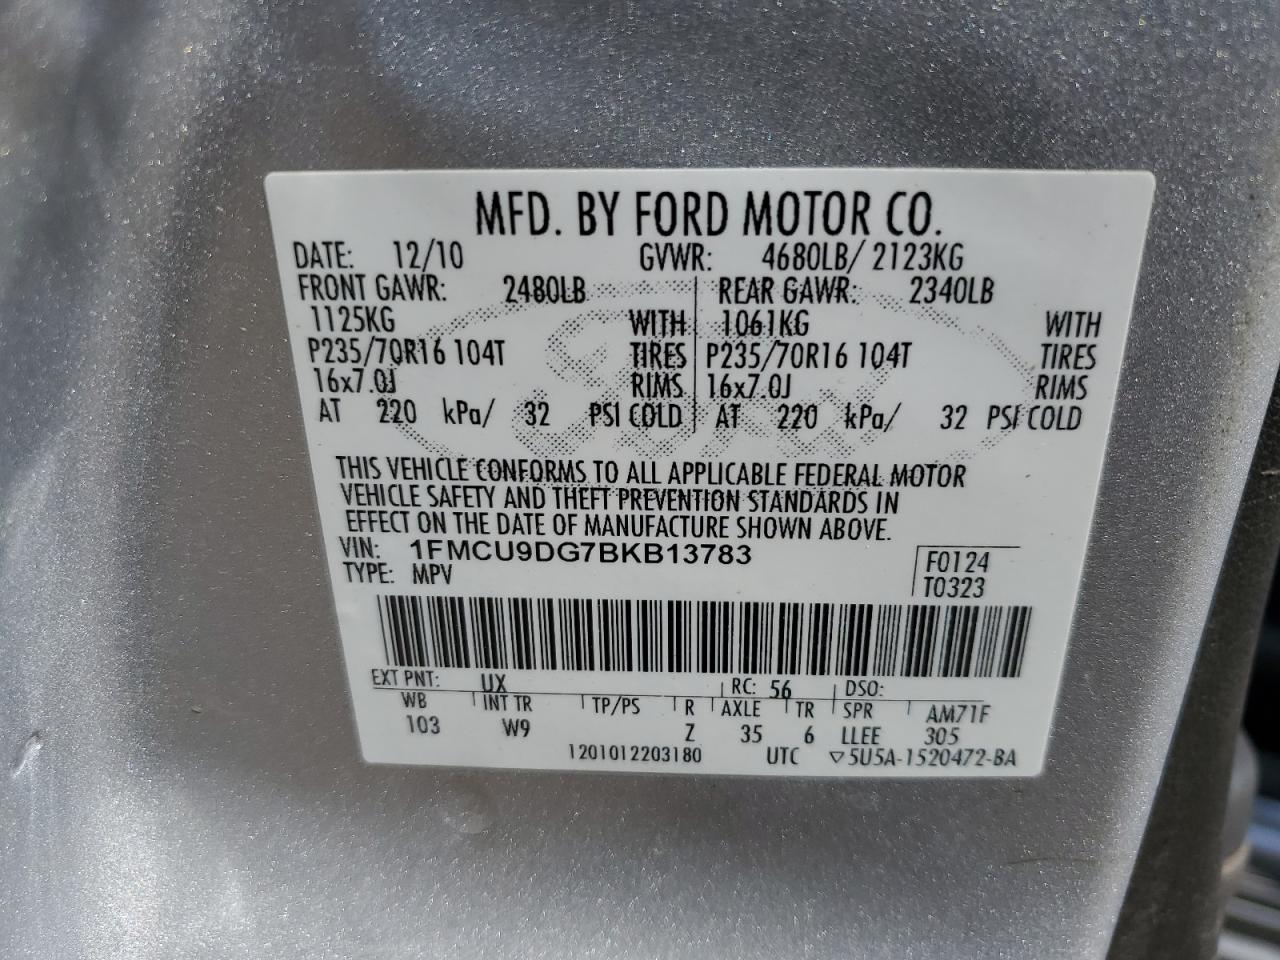 MFD. BY FORD MOTOR CO.
DATE: 12/10 GVWR: 4680LB/ 2123KG
FRONT GAWR: 2480LB REAR GAWR: 2340LB
1125KG WITH 1061KG WITH
P235/70R16 104T TIRES P235/70R16 104T TIRES
16x7.0J RIMS 16x7.0J RIMS
AT 220 kPa/ 32 PSI COLD AT 220 kPa/ 32 PSI COLD
THIS VEHICLE CONFORMS TO ALL APPLICABLE FEDERAL MOTOR
VEHICLE SAFETY AND THEFT PREVENTION STANDARDS IN
EFFECT ON THE DATE OF MANUFACTURE SHOWN ABOVE.
VIN: 1FMCU9DG7BKB13783 F0124
TYPE: MPV T0323
EXT PNT: UX RC: 56 DSO:
WB INT TR TP/PS R AXLE TR SPR AM71F
103 W9 Z 35 6 LLEE 305
1201012203180 UTC ▽5U5A-1520472-BA